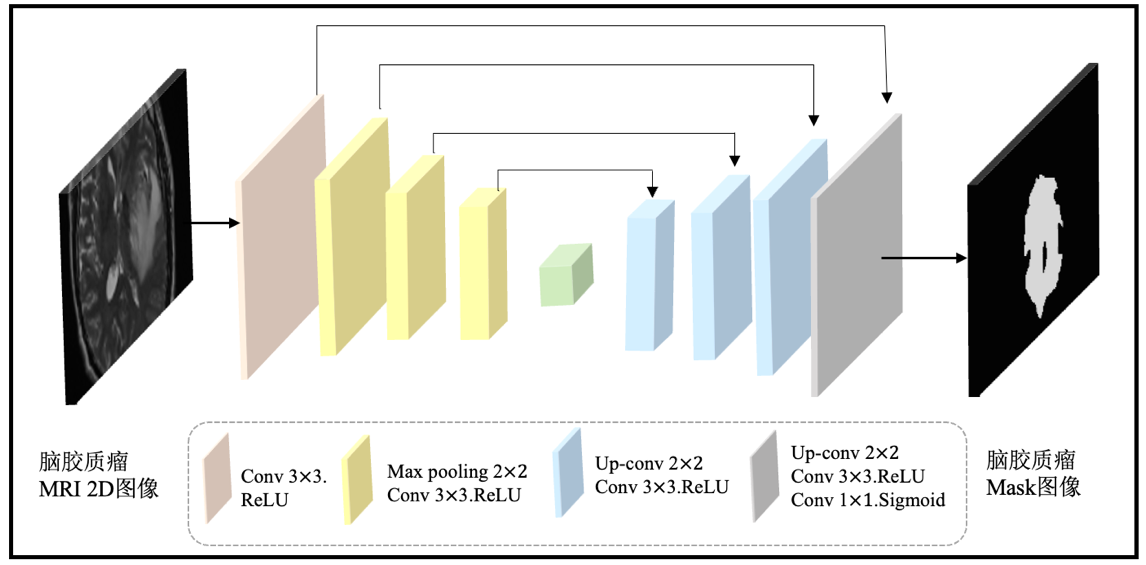 脑胶质瘤
MRI 2D图像
Conv 3×3.
ReLU
Max pooling 2×2
Conv 3×3.ReLU
Up-conv 2×2
Conv 3×3.ReLU
Up-conv 2×2
Conv 3×3.ReLU
Conv 1×1.Sigmoid
脑胶质瘤
Mask图像